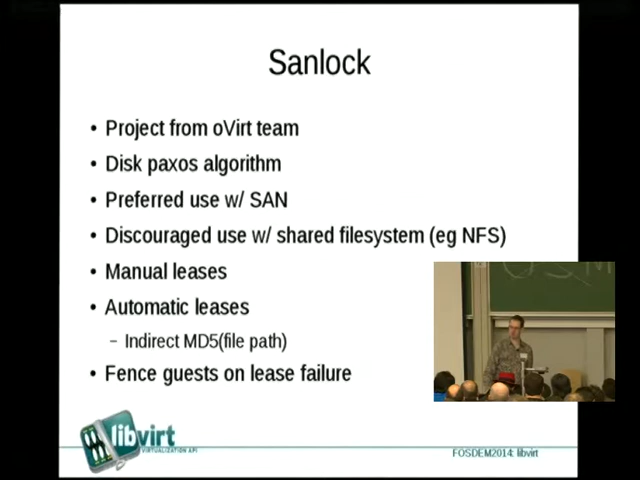 Sanlock
• Project from oVirt team
• Disk paxos algorithm
• Preferred use w/ SAN
• Discouraged use w/ shared filesystem (eg NFS)
• Manual leases
• Automatic leases
– Indirect MD5(file path)
• Fence guests on lease failure
libvirt
VIRTUALIZATION API
FOSDEM2014: libvirt